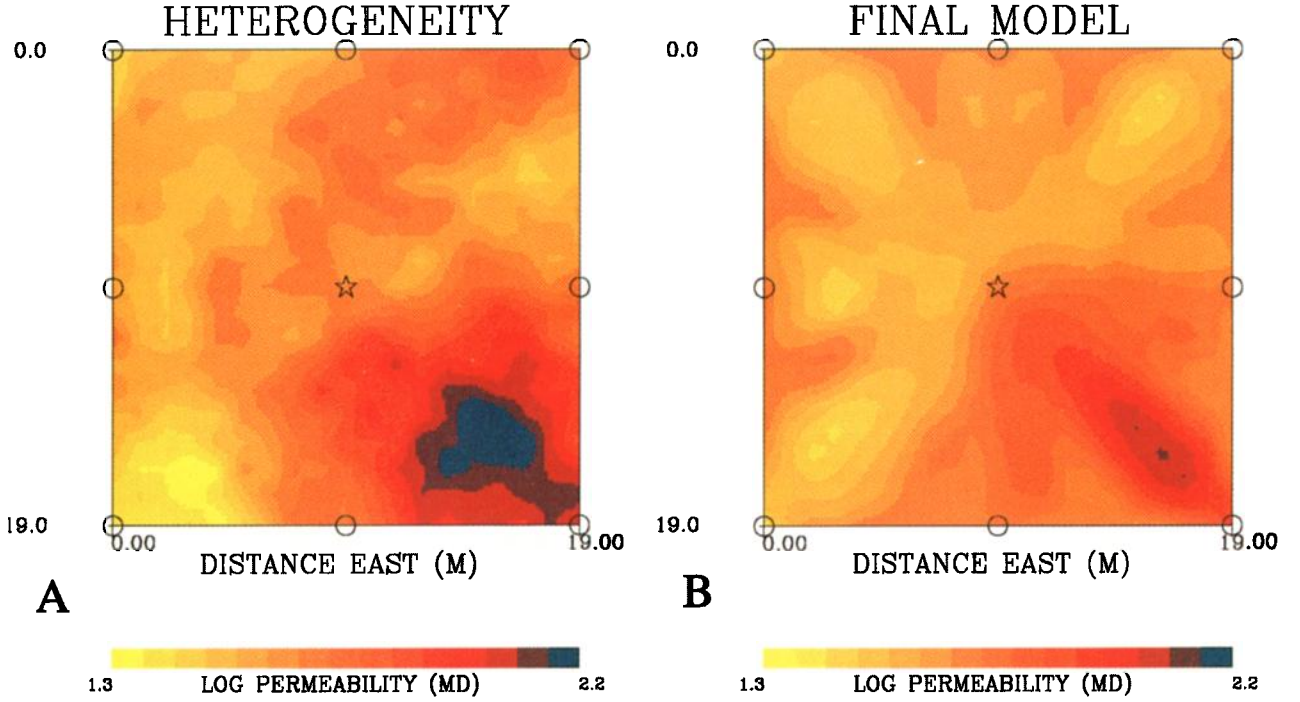 HETEROGENEITY
FINAL MODEL
0.0
0.0
19.0
19.0
0.00
19.00
0.00
19.00
DISTANCE EAST (M)
DISTANCE EAST (M)
A
B
1.3
LOG PERMEABILITY (MD)
2.2
1.3
LOG PERMEABILITY (MD)
2.2